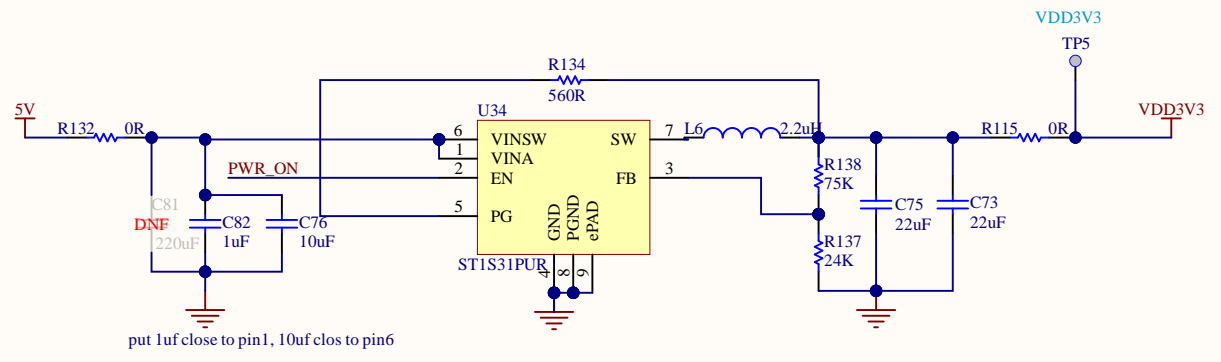 VDD3V3
TP5
R134
560R
5V
R132
0R
U34
L6
2.2uH
R115
0R
VDD3V3
6
VINSW
SW
7
1
VINA
PWR_ON
2
EN
FB
3
R138
75K
C81
DNF
220uF
C82
1uF
C76
10uF
5
PG
GND
PGND
ePAD
C75
22uF
C73
22uF
R137
24K
ST1S31PUR
4
8
9
put 1uf close to pin1, 10uf clos to pin6